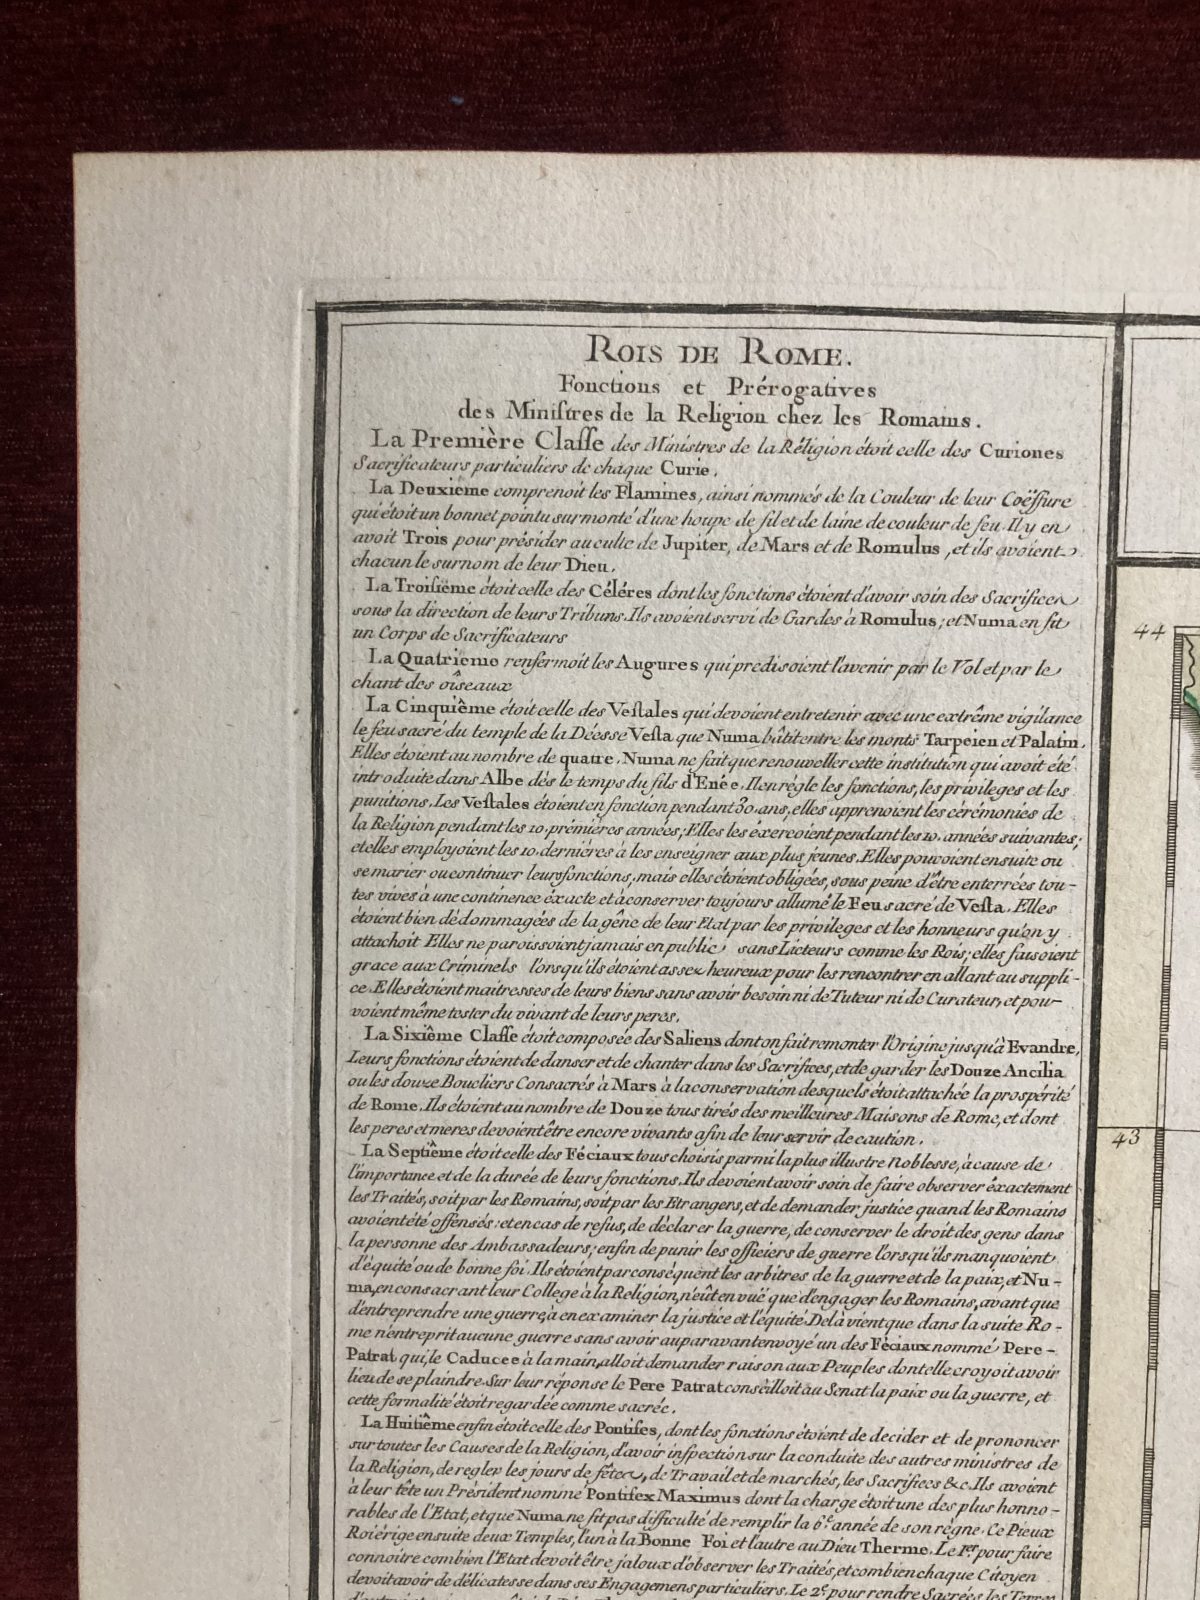 ROIS DE ROME.
Fonctions et Prérogatives
des Ministres de la Religion chez les Romains.
La Première Classe des Ministres de la Réligion étoit celle des Curiones
Sacrificateurs particuliers de chaque Curie.
La Deuxième comprenoit les Flamines, ainsi nommés de la Couleur de leur Coëssure
qui étoit un bonnet pointu surmonté d'une houpe de fil et de laine de couleur de feu. Il y en
avoit Trois pour présider au culte de Jupiter, de Mars et de Romulus, et ils avoient
chacun le surnom de leur Dieu.
La Troisième étoit celle des Céléres dont les fonctions étoient d'avoir soin des Sacrifices
sous la direction de leurs Tribuns. Ils avoient servi de Gardes à Romulus; et Numa en fit
un Corps de Sacrificateurs
La Quatrieme renfermoit les Augures qui predisoient l'avenir par le Vol et par le
chant des oîseaux
La Cinquiême étoit celle des Vestales qui devoient entretenir avec une extrême vigilance
le feu sacré du temple de la Déesse Vesta que Numa bâtit entre les monts Tarpeien et Palatin.
Elles étoient au nombre de quatre. Numa ne fait que renouveller cette institution qui avoit été
introduite dans Albe dès le temps du fils d'Enée. Il en régle les fonctions, les privileges et les
punitions. Les Vestales étoient en fonction pendant 30. ans, elles apprenoient les cérémonies de
la Religion pendant les 10. prémières années; Elles les éxercoient pendant les 10. années suivantes;
et elles employoient les 10. dernières à les enseigner aux plus jeunes. Elles pouvoient ensuite ou
se marier ou continuer leurs fonctions, mais elles étoient obligées, sous peine d'être enterrées tou-
tes vives à une continence éxacte et à conserver toujours allumé le Feu sacré de Vesta. Elles
étoient bien dédommagées de la gêne de leur Etat par les privileges et les honneurs qu'on y
attachoit Elles ne paroissoient jamais en public sans Licteurs comme les Rois; elles faisoient
grace aux Criminels lorsqu'ils étoient assez heureux pour les rencontrer en allant au suppli-
ce. Elles étoient maitresses de leurs biens sans avoir besoin ni de Tuteur ni de Curateur, et pou-
voient même tester du vivant de leurs peres.
La Sixième Classe étoit composée des Saliens dont on fait remonter l'Origine jusqu'à Evandre.
Leurs fonctions étoient de danser et de chanter dans les Sacrifices, et de garder les Douze Ancilia
ou les douze Boucliers Consacrés à Mars à la conservation desquels étoit attachée la prospérité
de Rome. Ils étoient au nombre de Douze tous tirés des meilleures Maisons de Rome, et dont
les peres et meres devoient être encore vivants afin de leur servir de caution.
La Septième étoit celle des Féciaux tous choisis parmi la plus illustre Noblesse, à cause de
l'importance et de la durée de leurs fonctions. Ils devoient avoir soin de faire observer éxactement
les Traités, soit par les Romains, soit par les Etrangers, et de demander justice quand les Romains
avoient été offensés: et en cas de refus, de déclarer la guerre, de conserver le droit des gens dans
la personne des Ambassadeurs; enfin de punir les officiers de guerre lorsqu'ils manquoient
d'équité ou de bonne foi. Ils étoient par conséquent les arbitres de la guerre et de la paix, et Nu-
ma, en consacrant leur College à la Religion, n'eût en vuë que d'engager les Romains, avant que
d'entreprendre une guerre, à en examiner la justice et l'équité. Delà vient que dans la suite Ro-
me n'entreprit aucune guerre sans avoir auparavant envoyé un des Féciaux nommé Pere-
Patrat qui, le Caducee à la main, alloit demander raison aux Peuples dont elle croyoit avoir
lieu de se plaindre. Sur leur réponse le Pere Patrat conseilloit au Senat la paix ou la guerre, et
cette formalité étoit regardée comme sacrée.
La Huitième enfin étoit celle des Pontifes, dont les fonctions étoient de decider et de prononcer
sur toutes les Causes de la Religion, d'avoir inspection sur la conduite des autres ministres de
la Religion, de regler les jours de fêtes, de Travail et de marchés, les Sacrifices &c. Ils avoient
à leur tête un Président nommé Pontifex Maximus dont la charge étoit une des plus hono-
rables de l'Etat, et que Numa ne fit pas difficulté de remplir la 6e année de son règne. Ce Pieux
Roi érige ensuite deux Temples, l'un à la Bonne Foi et l'autre au Dieu Therme. Le 1er pour faire
connoitre combien l'Etat devoit être jaloux d'observer les Traités, et combien chaque Citoyen
devoit avoir de délicatesse dans ses Engagemens particuliers. Le 2e pour rendre Sacrées les Terres
44
43